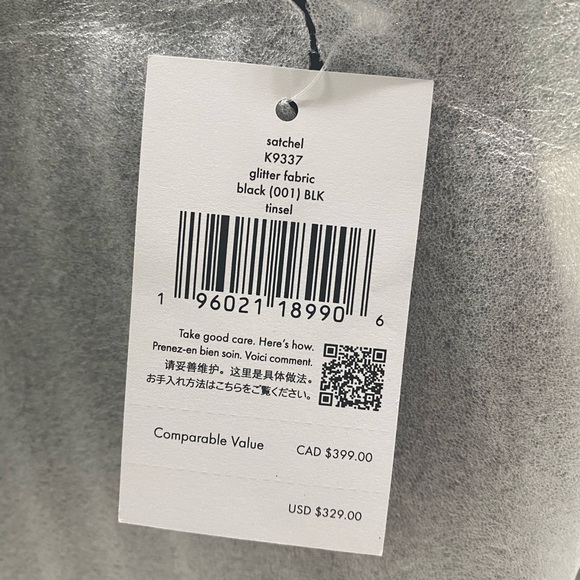 satchel
K9337
glitter fabric
black (001) BLK
tinsel
1 96021 18990 6
Take good care. Here's how.
Prenez-en bien soin. Voici comment.
请妥善维护。这里是具体做法。
お手入れ方法はこちらをご覧ください。
Comparable Value CAD $399.00
USD $329.00